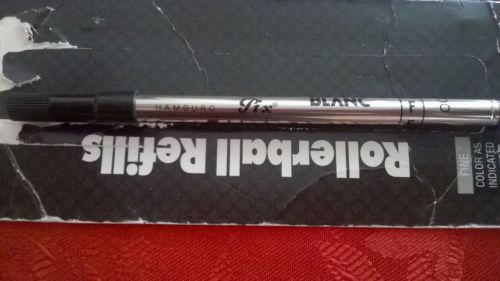 HAMBURG Pix® BLANC F
Rollerball Refills
FINE
COLOR AS
INDICATED